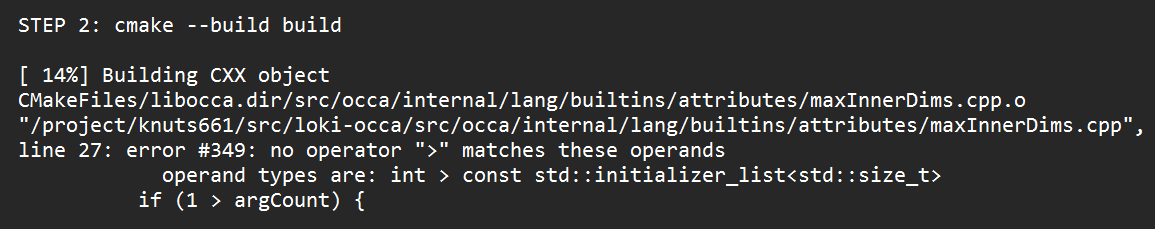 STEP 2: cmake --build build
[ 14%] Building CXX object
CMakeFiles/libocca.dir/src/occa/internal/lang/builtins/attributes/maxInnerDims.cpp.o
"/project/knuts661/src/loki-occa/src/occa/internal/lang/builtins/attributes/maxInnerDims.cpp",
line 27: error #349: no operator ">" matches these operands
operand types are: int > const std::initializer_list<std::size_t>
if (1 > argCount) {